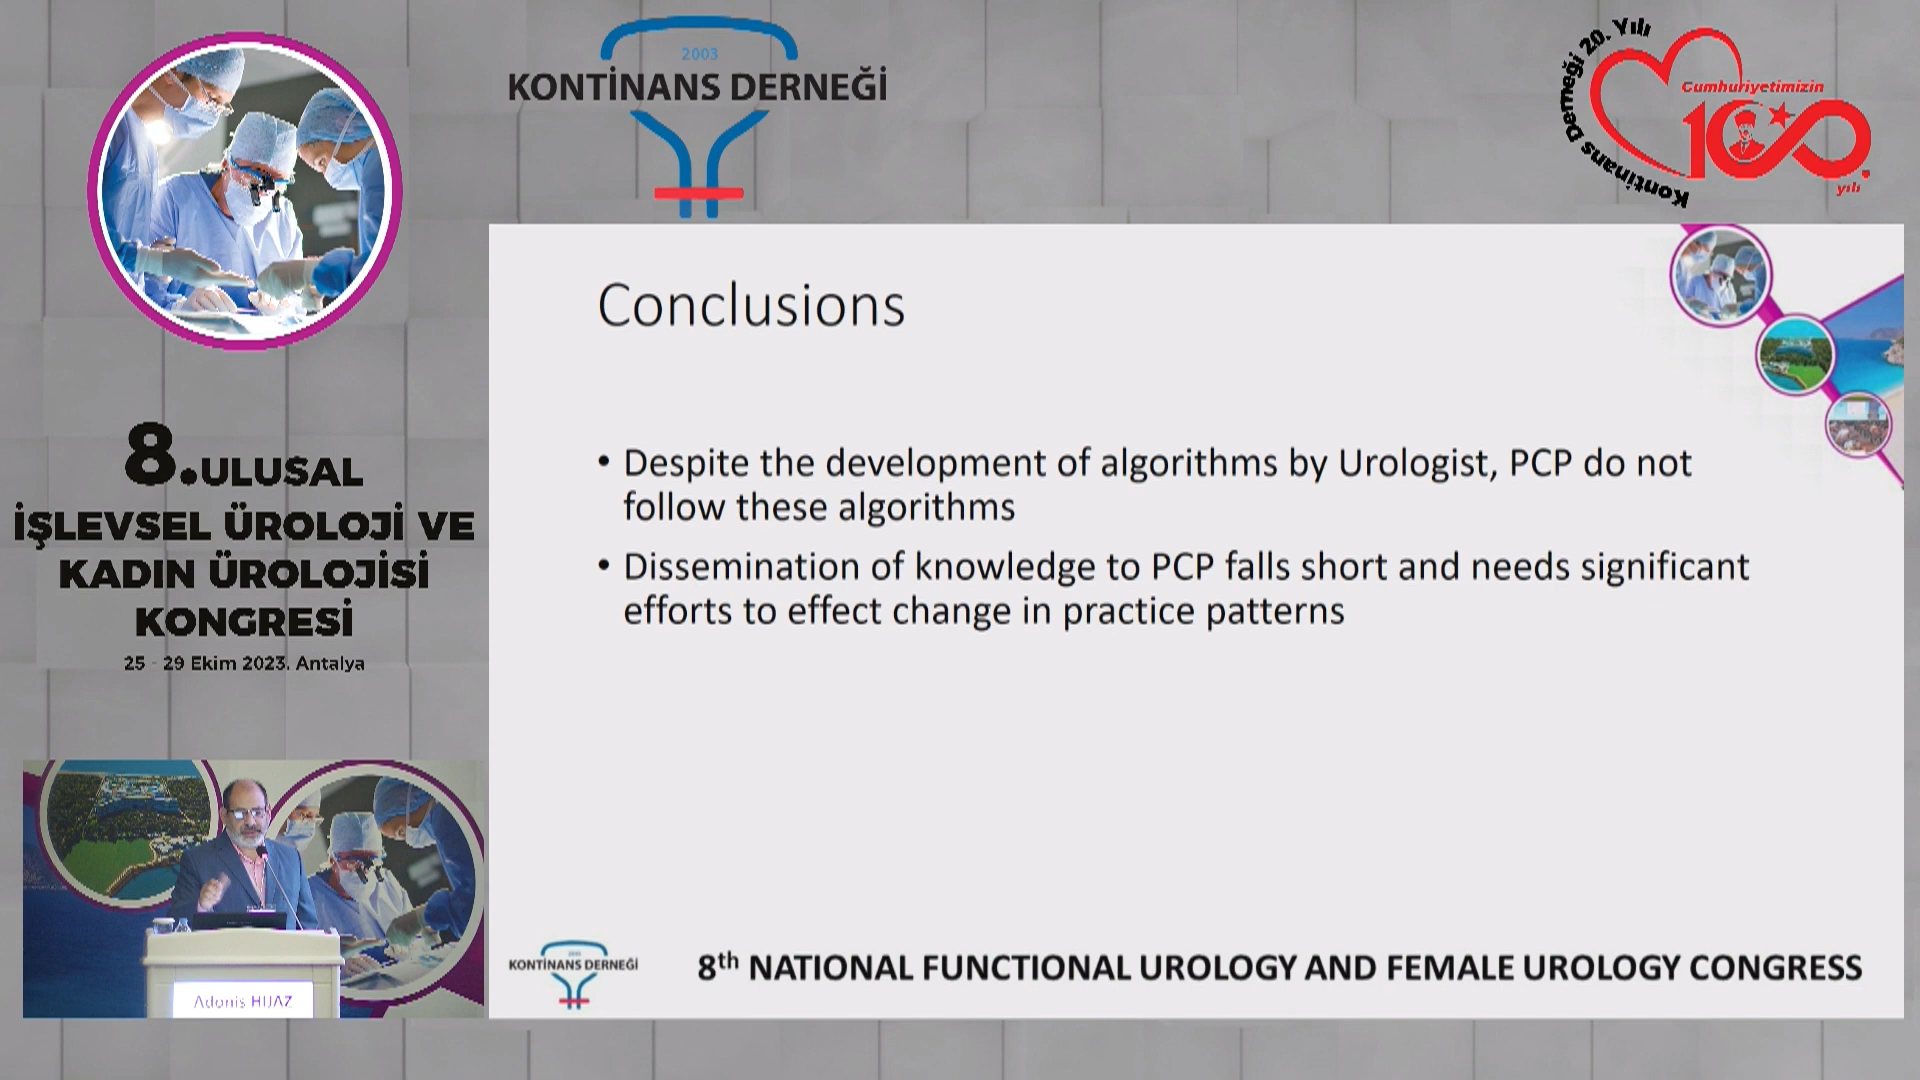 2003
KONTİNANS DERNEĞİ
Kontinans Derneği 20. Yılı
Cumhuriyetimizin
100.
yılı
8.ULUSAL
İŞLEVSEL ÜROLOJİ VE
KADIN ÜROLOJİSİ
KONGRESİ
25 - 29 Ekim 2023. Antalya
Conclusions
• Despite the development of algorithms by Urologist, PCP do not
follow these algorithms
• Dissemination of knowledge to PCP falls short and needs significant
efforts to effect change in practice patterns
KONTİNANS DERNEĞİ
8th NATIONAL FUNCTIONAL UROLOGY AND FEMALE UROLOGY CONGRESS
Adonis HIJAZ